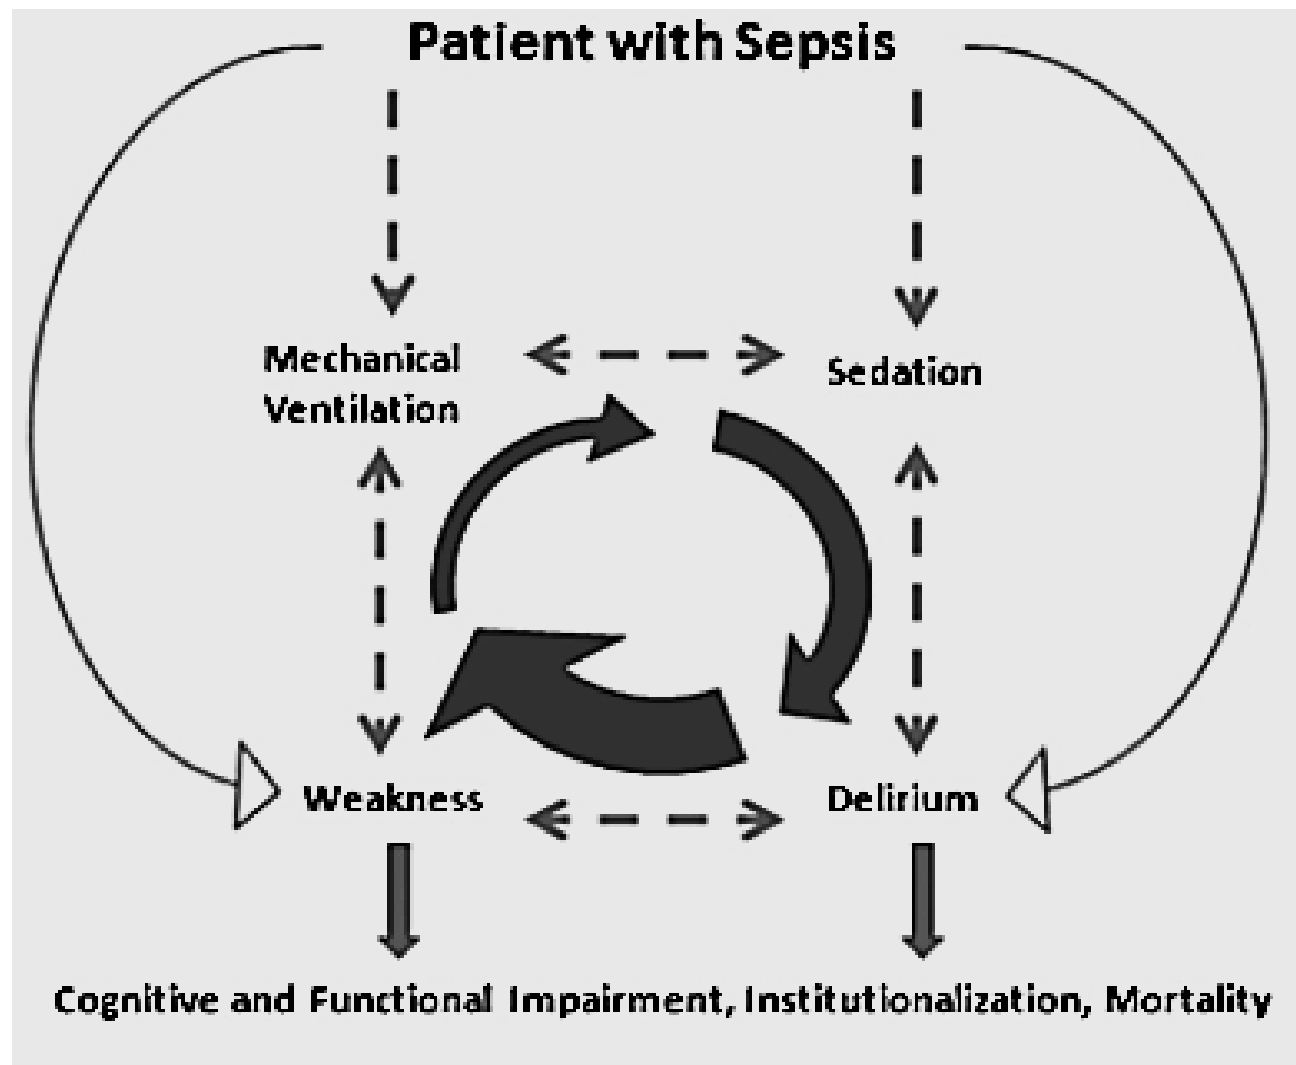 Patient with Sepsis
Mechanical
Ventilation
Sedation
Weakness
Delirium
Cognitive and Functional Impairment, Institutionalization, Mortality